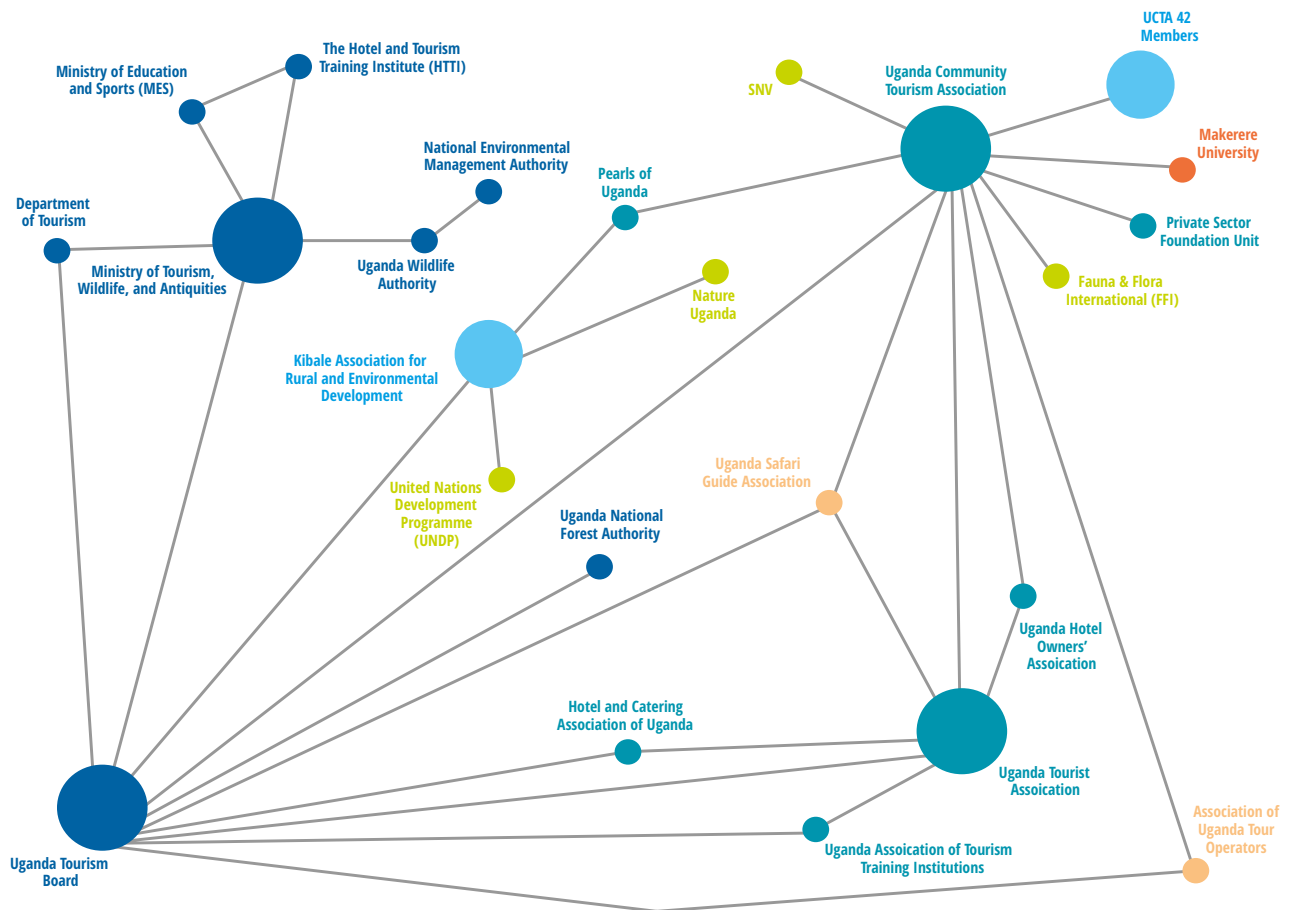 UCTA 42
Members
The Hotel and Tourism
Training Institute (HTTI)
Ministry of Education
and Sports (MES)
SNV
Uganda Community
Tourism Association
Makerere
University
National Environmental
Management Authority
Pearls of
Uganda
Department
of Tourism
Private Sector
Foundation Unit
Ministry of Tourism,
Wildlife, and Antiquities
Uganda Wildlife
Authority
Nature
Uganda
Fauna & Flora
International (FFI)
Kibale Association for
Rural and Environmental
Development
Uganda Safari
Guide Association
United Nations
Development
Programme
(UNDP)
Uganda National
Forest Authority
Uganda Hotel
Owners’
Assoication
Hotel and Catering
Association of Uganda
Uganda Tourist
Assoication
Association of
Uganda Tour
Operators
Uganda Assoication of Tourism
Training Institutions
Uganda Tourism
Board